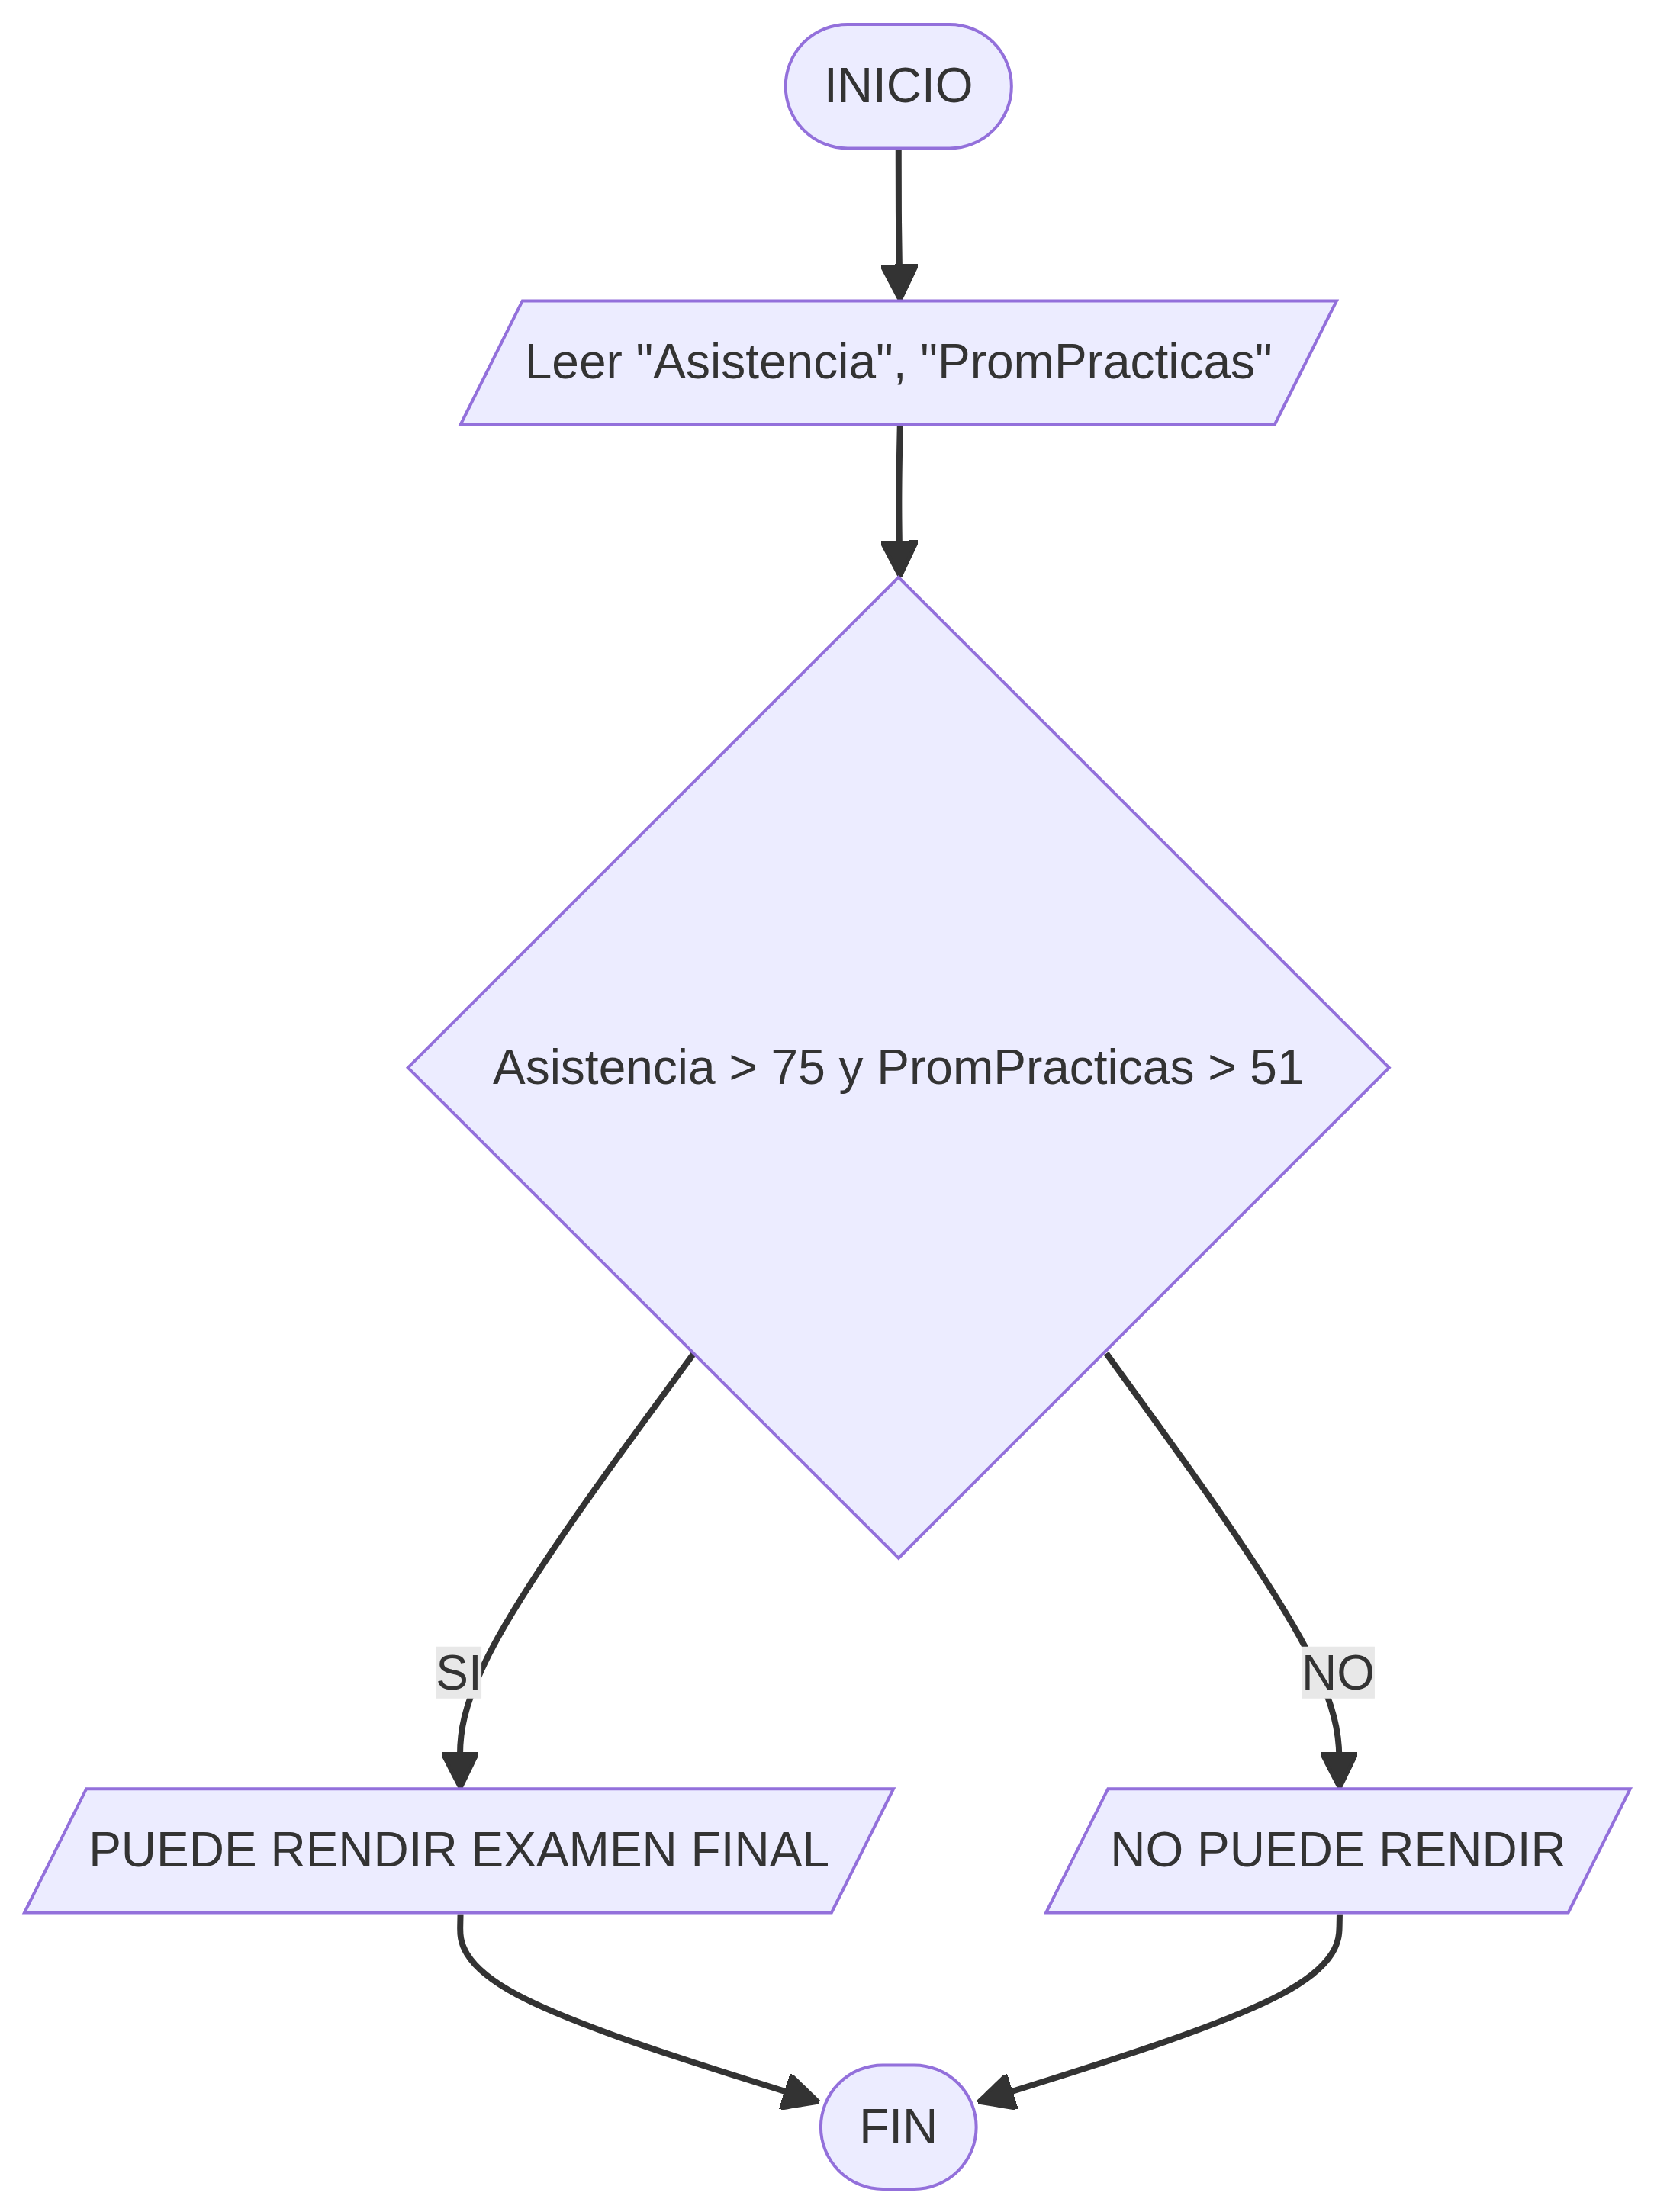 INICIO
Leer "Asistencia", "PromPracticas"
Asistencia > 75 y PromPracticas > 51
SI
NO
PUEDE RENDIR EXAMEN FINAL
NO PUEDE RENDIR
FIN